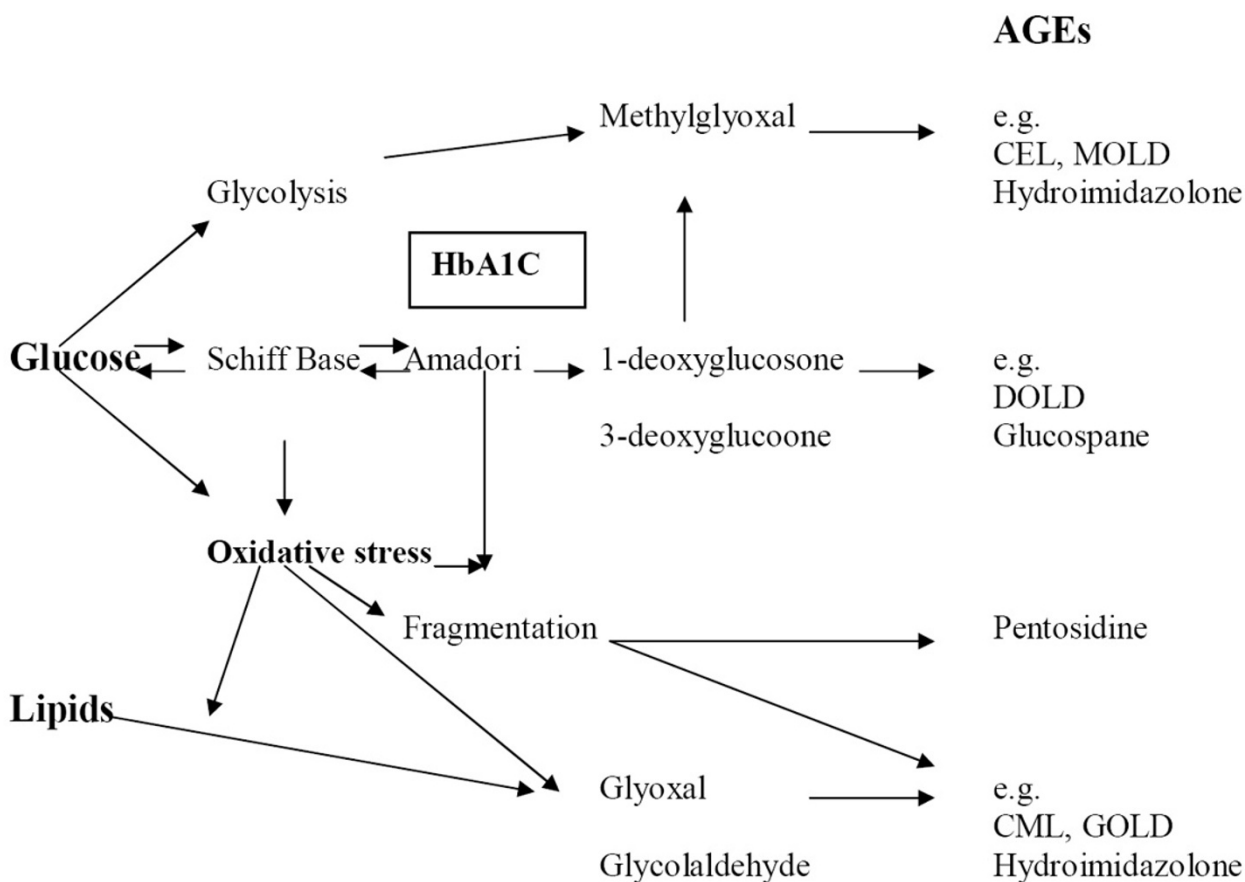 AGEs
Methylglyoxal
e.g.
CEL, MOLD
Hydroimidazolone
Glycolysis
HbA1C
Glucose
Schiff Base
Amadori
1-deoxyglucosone
e.g.
DOLD
3-deoxyglucoone
Glucospane
Oxidative stress
Fragmentation
Pentosidine
Lipids
Glyoxal
e.g.
CML, GOLD
Glycolaldehyde
Hydroimidazolone